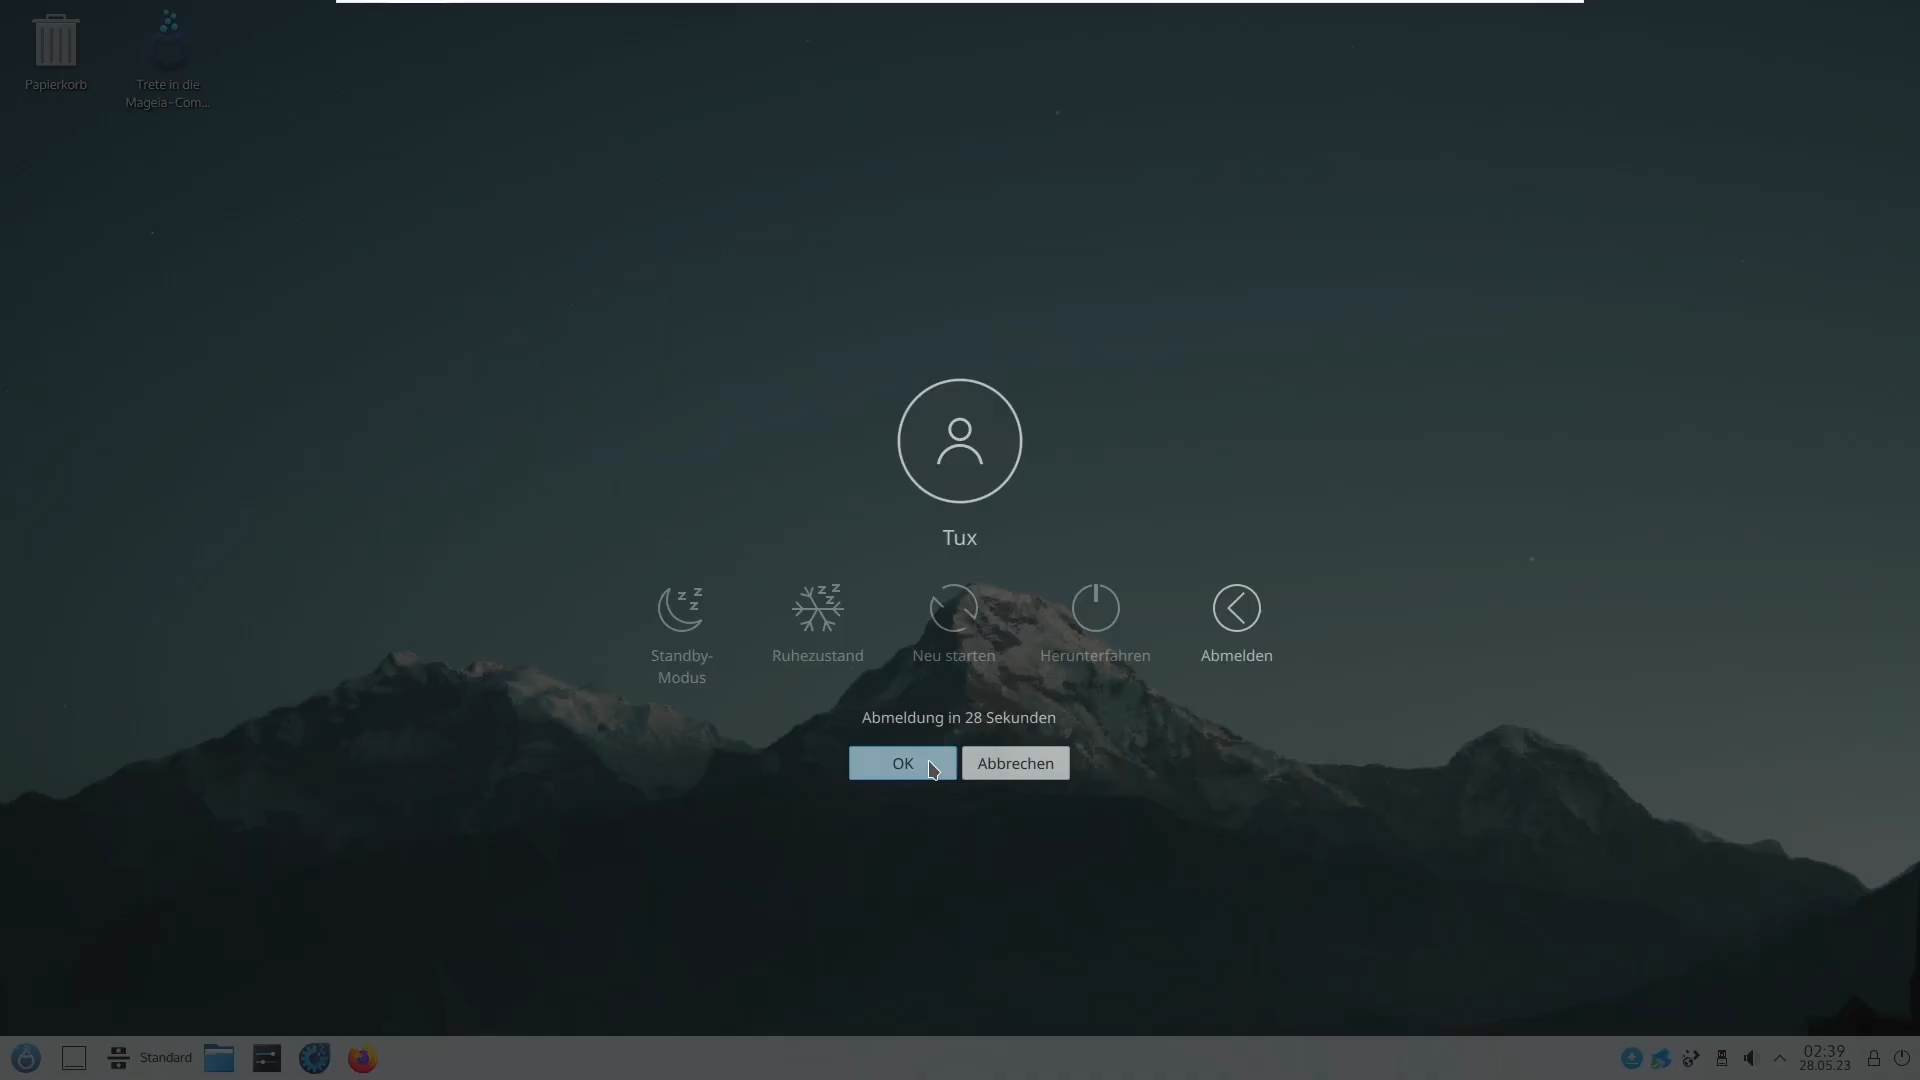 Papierkorb
Trete in die
Mageia-Com...
Tux
Standby-
Modus
Ruhezustand
Neu starten
Herunterfahren
Abmelden
Abmeldung in 28 Sekunden
OK
Abbrechen
Standard
02:39
28.05.23